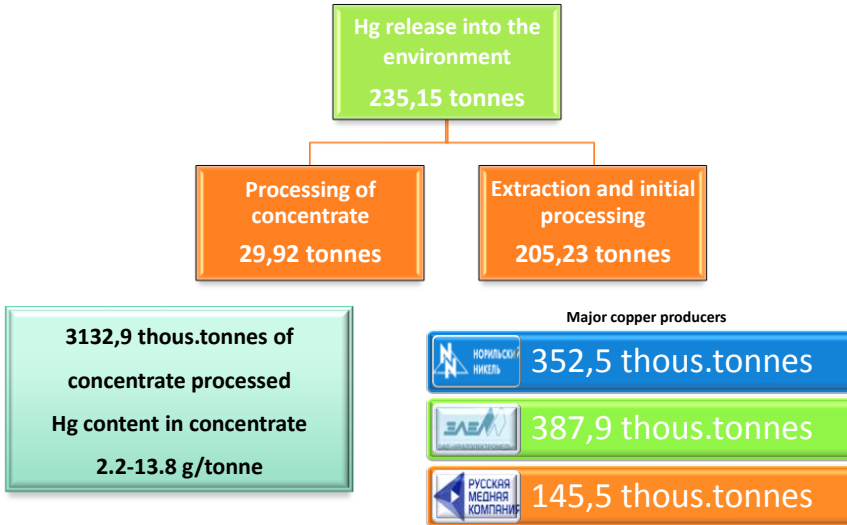 Hg release into the
environment
235,15 tonnes
Processing of
concentrate
29,92 tonnes
Extraction and initial
processing
205,23 tonnes
3132,9 thous.tonnes of
concentrate processed
Hg content in concentrate
2.2-13.8 g/tonne
Major copper producers
НОРИЛЬСКИЙ
НИКЕЛЬ
352,5 thous.tonnes
ЭЛЕМ
ОАО «УРАЛЭЛЕКТРОМЕДЬ»
387,9 thous.tonnes
РУССКАЯ
МЕДНАЯ
КОМПАНИЯ
145,5 thous.tonnes